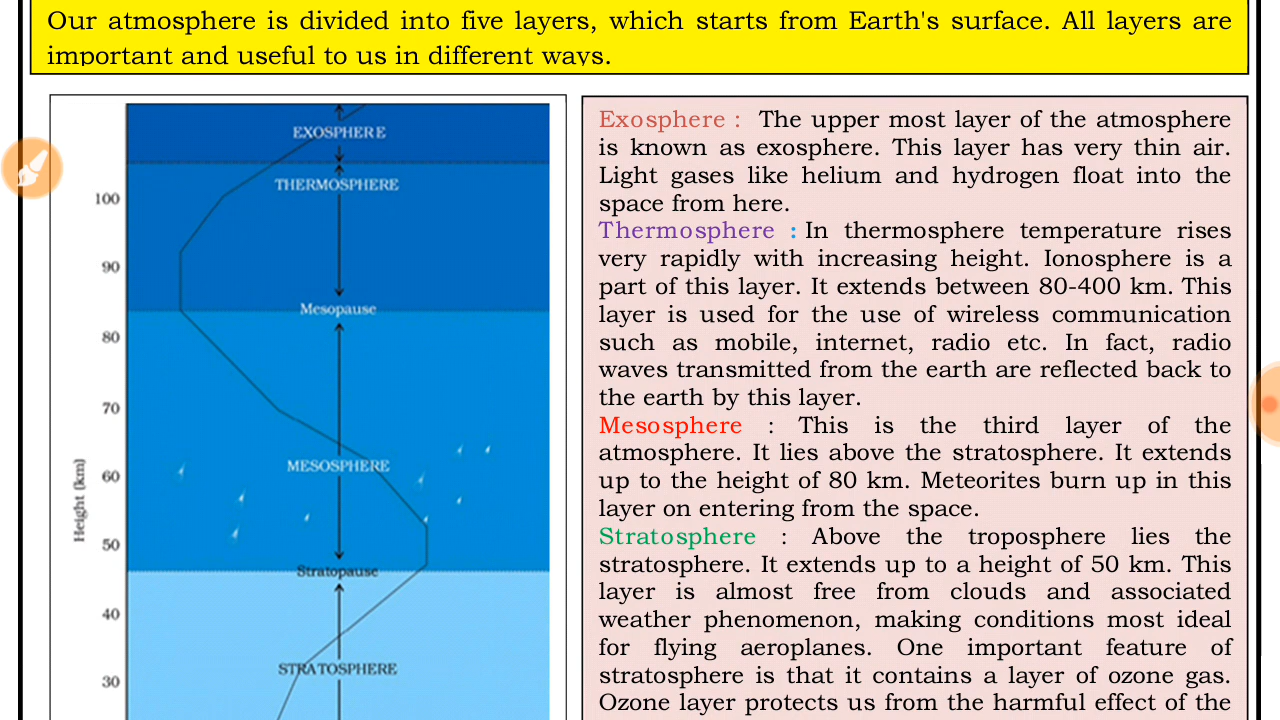 Our atmosphere is divided into five layers, which starts from Earth's surface. All layers are
important and useful to us in different ways.
EXOSPHERE
THERMOSPHERE
100
90
Mesopause
80
70
MESOSPHERE
60
Height (km)
50
Stratopause
40
STRATOSPHERE
30
Exosphere : The upper most layer of the atmosphere
is known as exosphere. This layer has very thin air.
Light gases like helium and hydrogen float into the
space from here.
Thermosphere : In thermosphere temperature rises
very rapidly with increasing height. Ionosphere is a
part of this layer. It extends between 80-400 km. This
layer is used for the use of wireless communication
such as mobile, internet, radio etc. In fact, radio
waves transmitted from the earth are reflected back to
the earth by this layer.
Mesosphere : This is the third layer of the
atmosphere. It lies above the stratosphere. It extends
up to the height of 80 km. Meteorites burn up in this
layer on entering from the space.
Stratosphere : Above the troposphere lies the
stratosphere. It extends up to a height of 50 km. This
layer is almost free from clouds and associated
weather phenomenon, making conditions most ideal
for flying aeroplanes. One important feature of
stratosphere is that it contains a layer of ozone gas.
Ozone layer protects us from the harmful effect of the